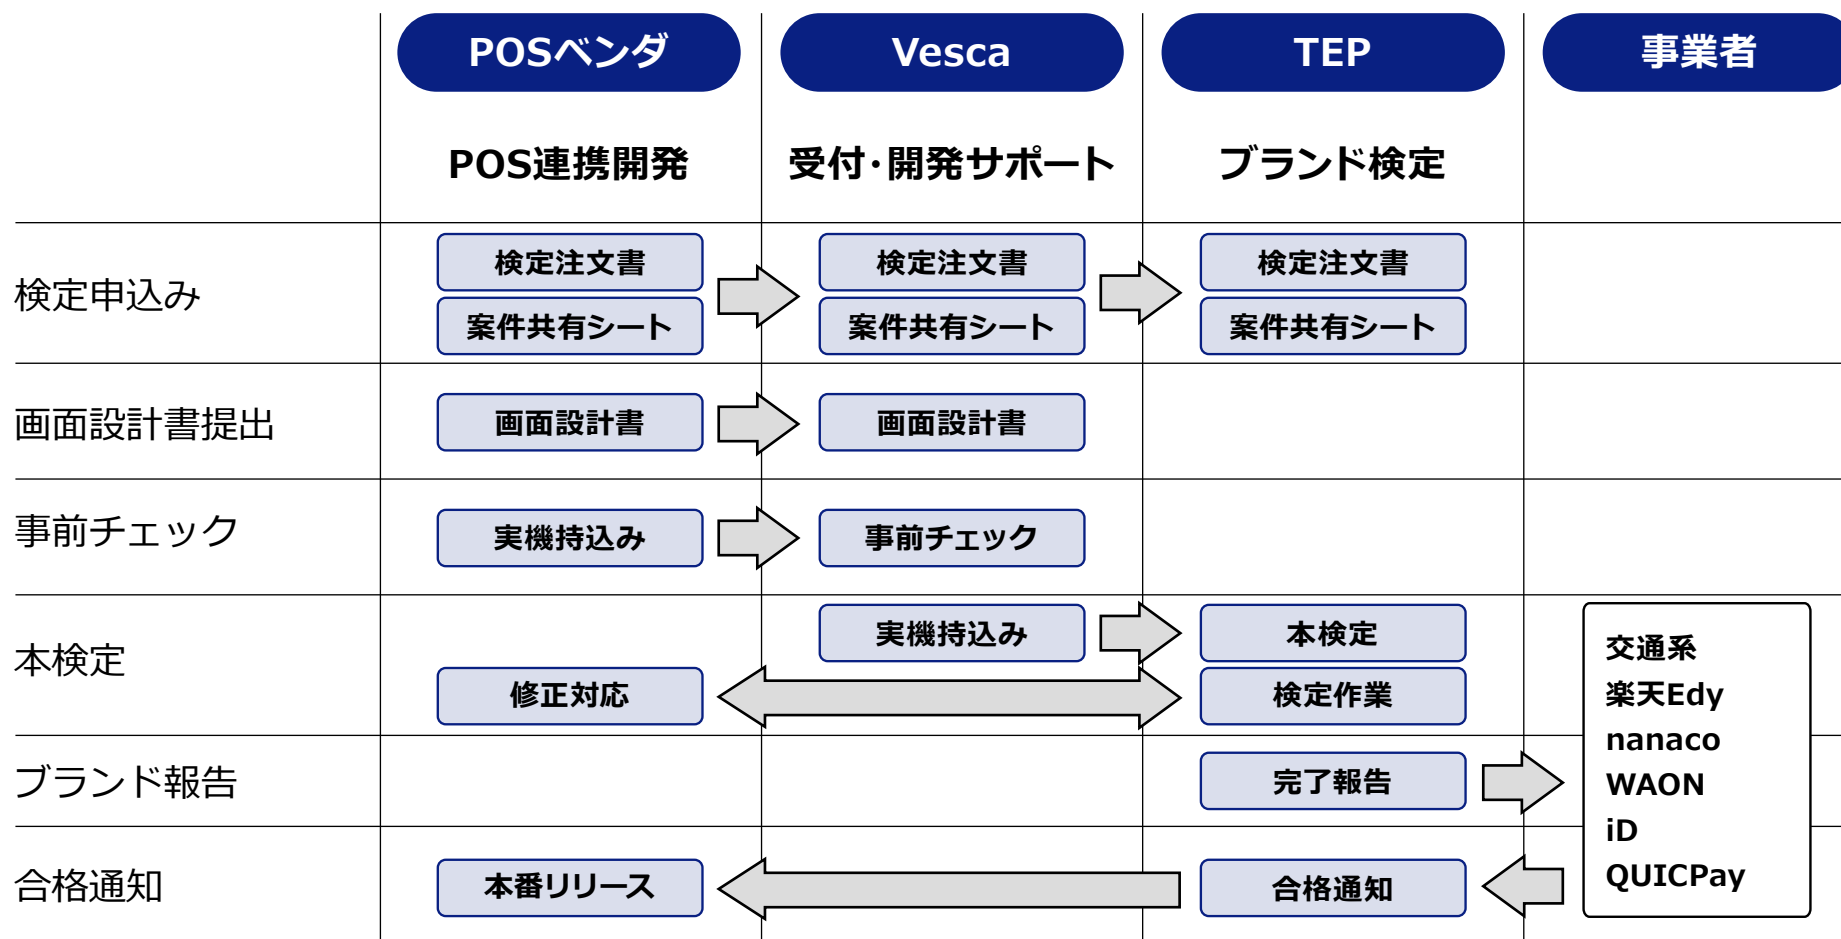 POSベンダ
Vesca
TEP
事業者
POS連携開発
受付・開発サポート
ブランド検定
検定申込み
検定注文書
検定注文書
検定注文書
案件共有シート
案件共有シート
案件共有シート
画面設計書提出
画面設計書
画面設計書
事前チェック
実機持込み
事前チェック
本検定
実機持込み
本検定
修正対応
検定作業
ブランド報告
完了報告
合格通知
本番リリース
合格通知
交通系
楽天Edy
nanaco
WAON
iD
QUICPay